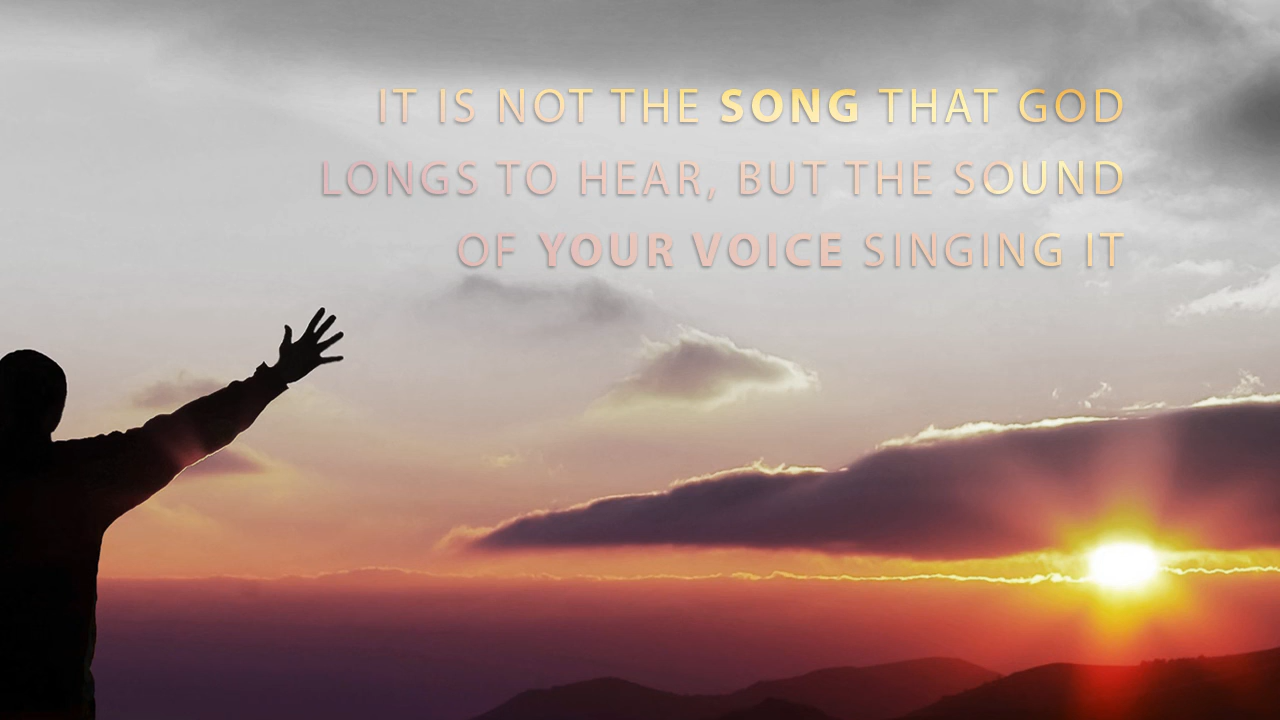 IT IS NOT THE SONG THAT GOD
LONGS TO HEAR, BUT THE SOUND
OF YOUR VOICE SINGING IT